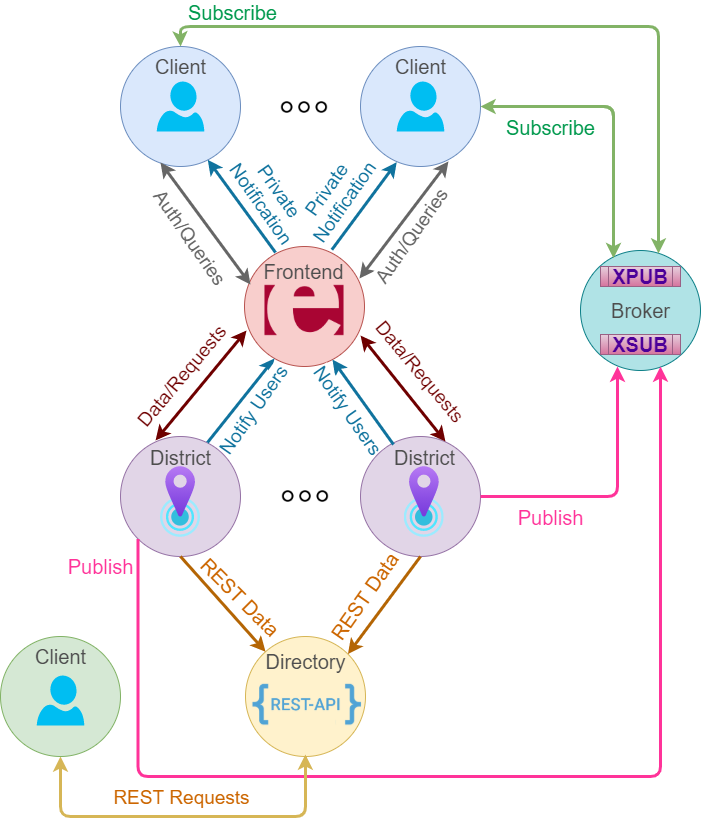 Subscribe
Client
Client
Subscribe
Private
Notification
Private
Notification
Auth/Queries
Auth/Queries
Frontend
e
XPUB
Broker
XSUB
Data/Requests
Data/Requests
Notify Users
Notify Users
District
District
Publish
Publish
REST Data
REST Data
Client
Directory
{REST-API}
REST Requests